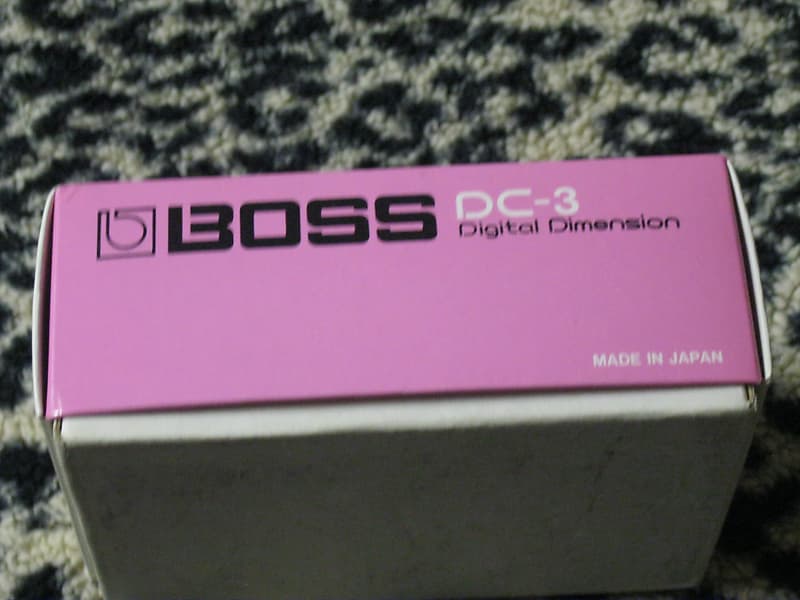 BOSS DC-3
Digital Dimension
MADE IN JAPAN